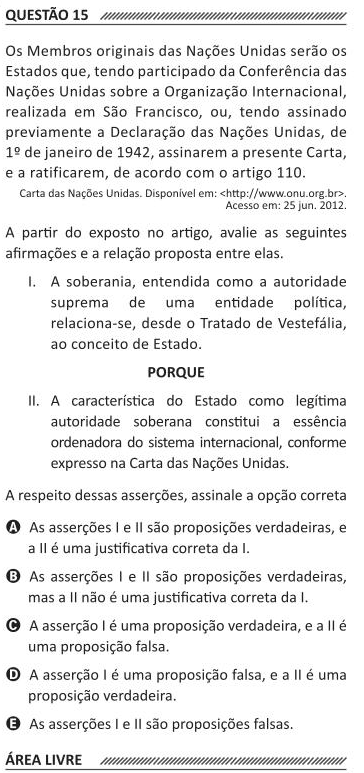 QUESTÃO 15
Os Membros originais das Nações Unidas serão os
Estados que, tendo participado da Conferência das
Nações Unidas sobre a Organização Internacional,
realizada em São Francisco, ou, tendo assinado
previamente a Declaração das Nações Unidas, de
1º de janeiro de 1942, assinarem a presente Carta,
e a ratificarem, de acordo com o artigo 110.
Carta das Nações Unidas. Disponível em: <http://www.onu.org.br>.
Acesso em: 25 jun. 2012.
A partir do exposto no artigo, avalie as seguintes
afirmações e a relação proposta entre elas.
I. A soberania, entendida como a autoridade
suprema de uma entidade política,
relaciona-se, desde o Tratado de Vestefália,
ao conceito de Estado.
PORQUE
II. A característica do Estado como legítima
autoridade soberana constitui a essência
ordenadora do sistema internacional, conforme
expresso na Carta das Nações Unidas.
A respeito dessas asserções, assinale a opção correta
A As asserções I e II são proposições verdadeiras, e
a II é uma justificativa correta da I.
B As asserções I e II são proposições verdadeiras,
mas a II não é uma justificativa correta da I.
C A asserção I é uma proposição verdadeira, e a II é
uma proposição falsa.
D A asserção I é uma proposição falsa, e a II é uma
proposição verdadeira.
E As asserções I e II são proposições falsas.
ÁREA LIVRE